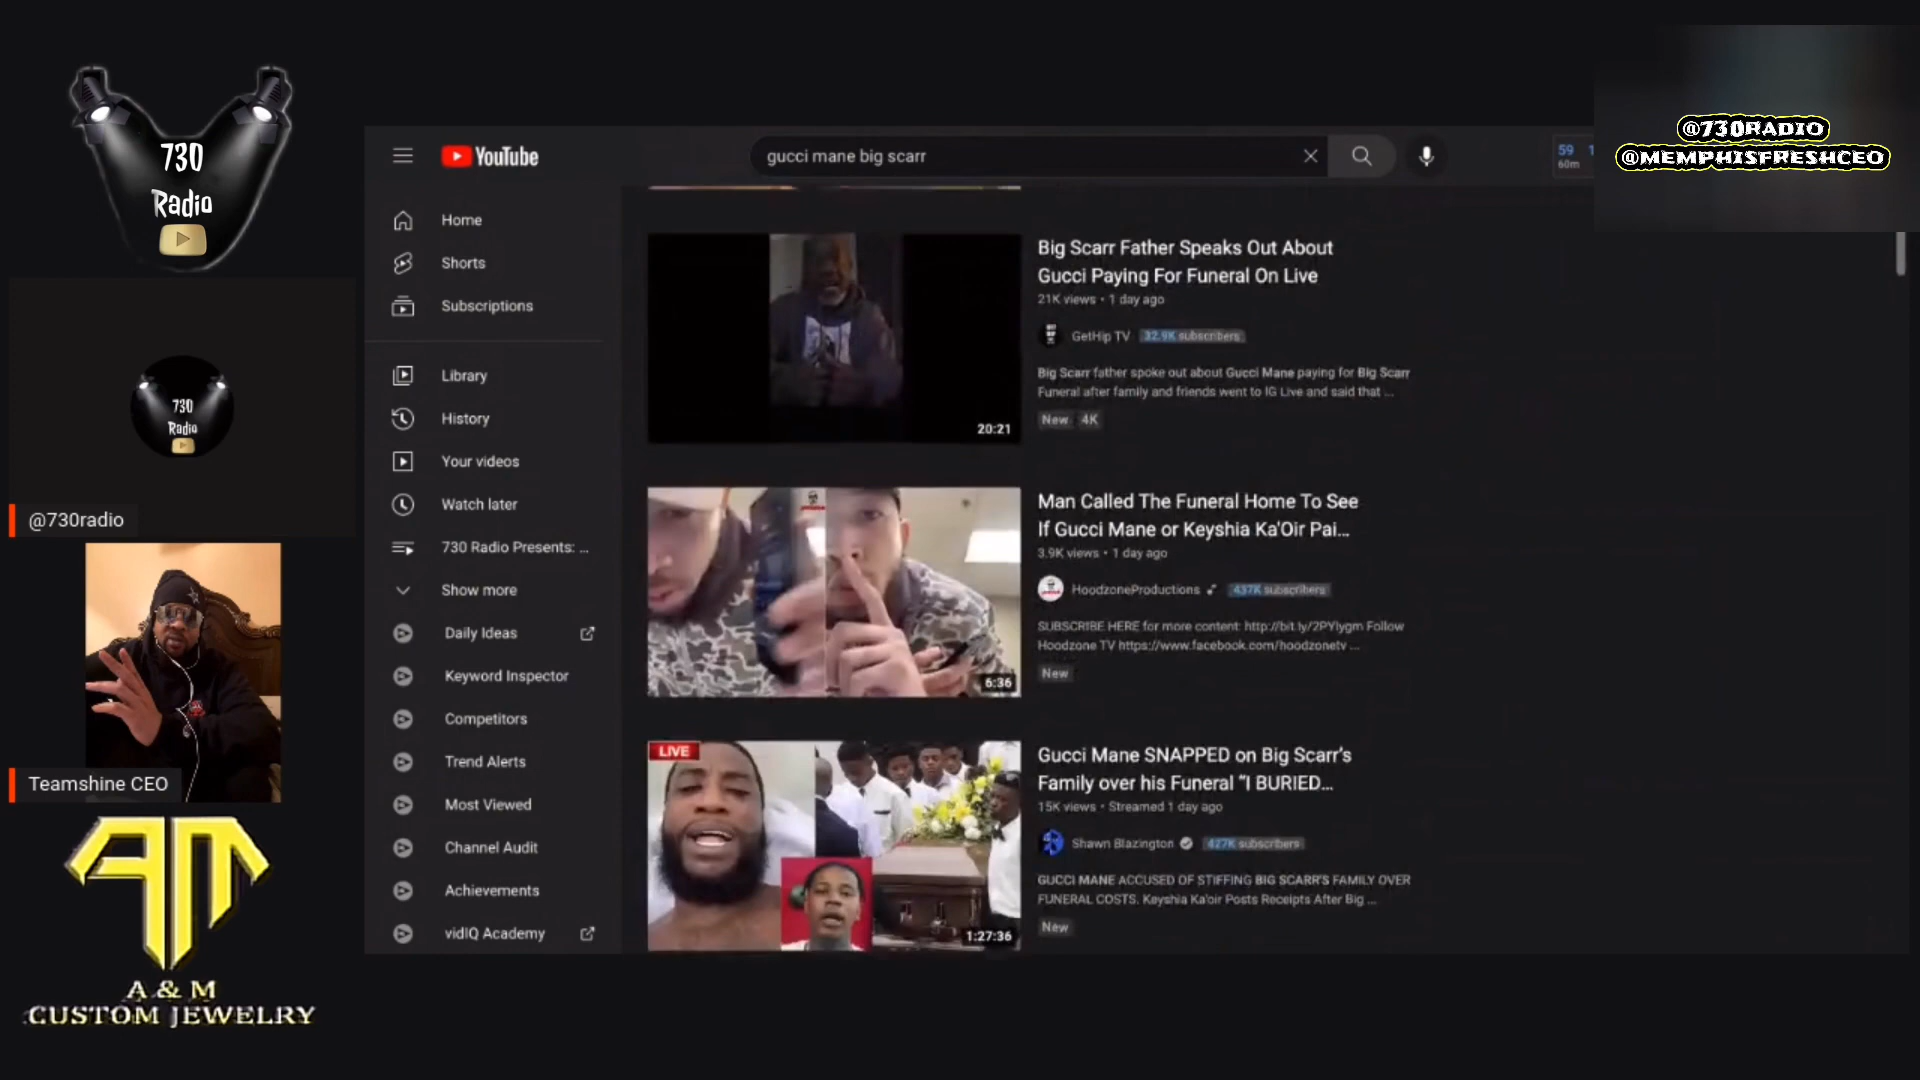 730
Radio
@730radio
730
Radio
Teamshine CEO
A & M
CUSTOM JEWELRY
YouTube
gucci mane big scarr
59
60m
@730RADIO
@MEMPHISFRESHCEO
Home
Shorts
Subscriptions
Library
History
Your videos
Watch later
730 Radio Presents: ...
Show more
Daily Ideas
Keyword Inspector
Competitors
Trend Alerts
Most Viewed
Channel Audit
Achievements
vidIQ Academy
20:21
Big Scarr Father Speaks Out About
Gucci Paying For Funeral On Live
21K views • 1 day ago
GetHip TV 32.9K subscribers
Big Scarr father spoke out about Gucci Mane paying for Big Scarr
Funeral after family and friends went to IG Live and said that ...
New 4K
6:36
Man Called The Funeral Home To See
If Gucci Mane or Keyshia Ka'Oir Pai...
3.9K views • 1 day ago
HoodzoneProductions 437K subscribers
SUBSCRIBE HERE for more content: http://bit.ly/2PYlygm Follow
Hoodzone TV https://www.facebook.com/hoodzonetv ...
New
LIVE
1:27:36
Gucci Mane SNAPPED on Big Scarr's
Family over his Funeral “I BURIED...
15K views • Streamed 1 day ago
Shawn Blazington 427K subscribers
GUCCI MANE ACCUSED OF STIFFING BIG SCARR'S FAMILY OVER
FUNERAL COSTS. Keyshia Ka'oir Posts Receipts After Big ...
New